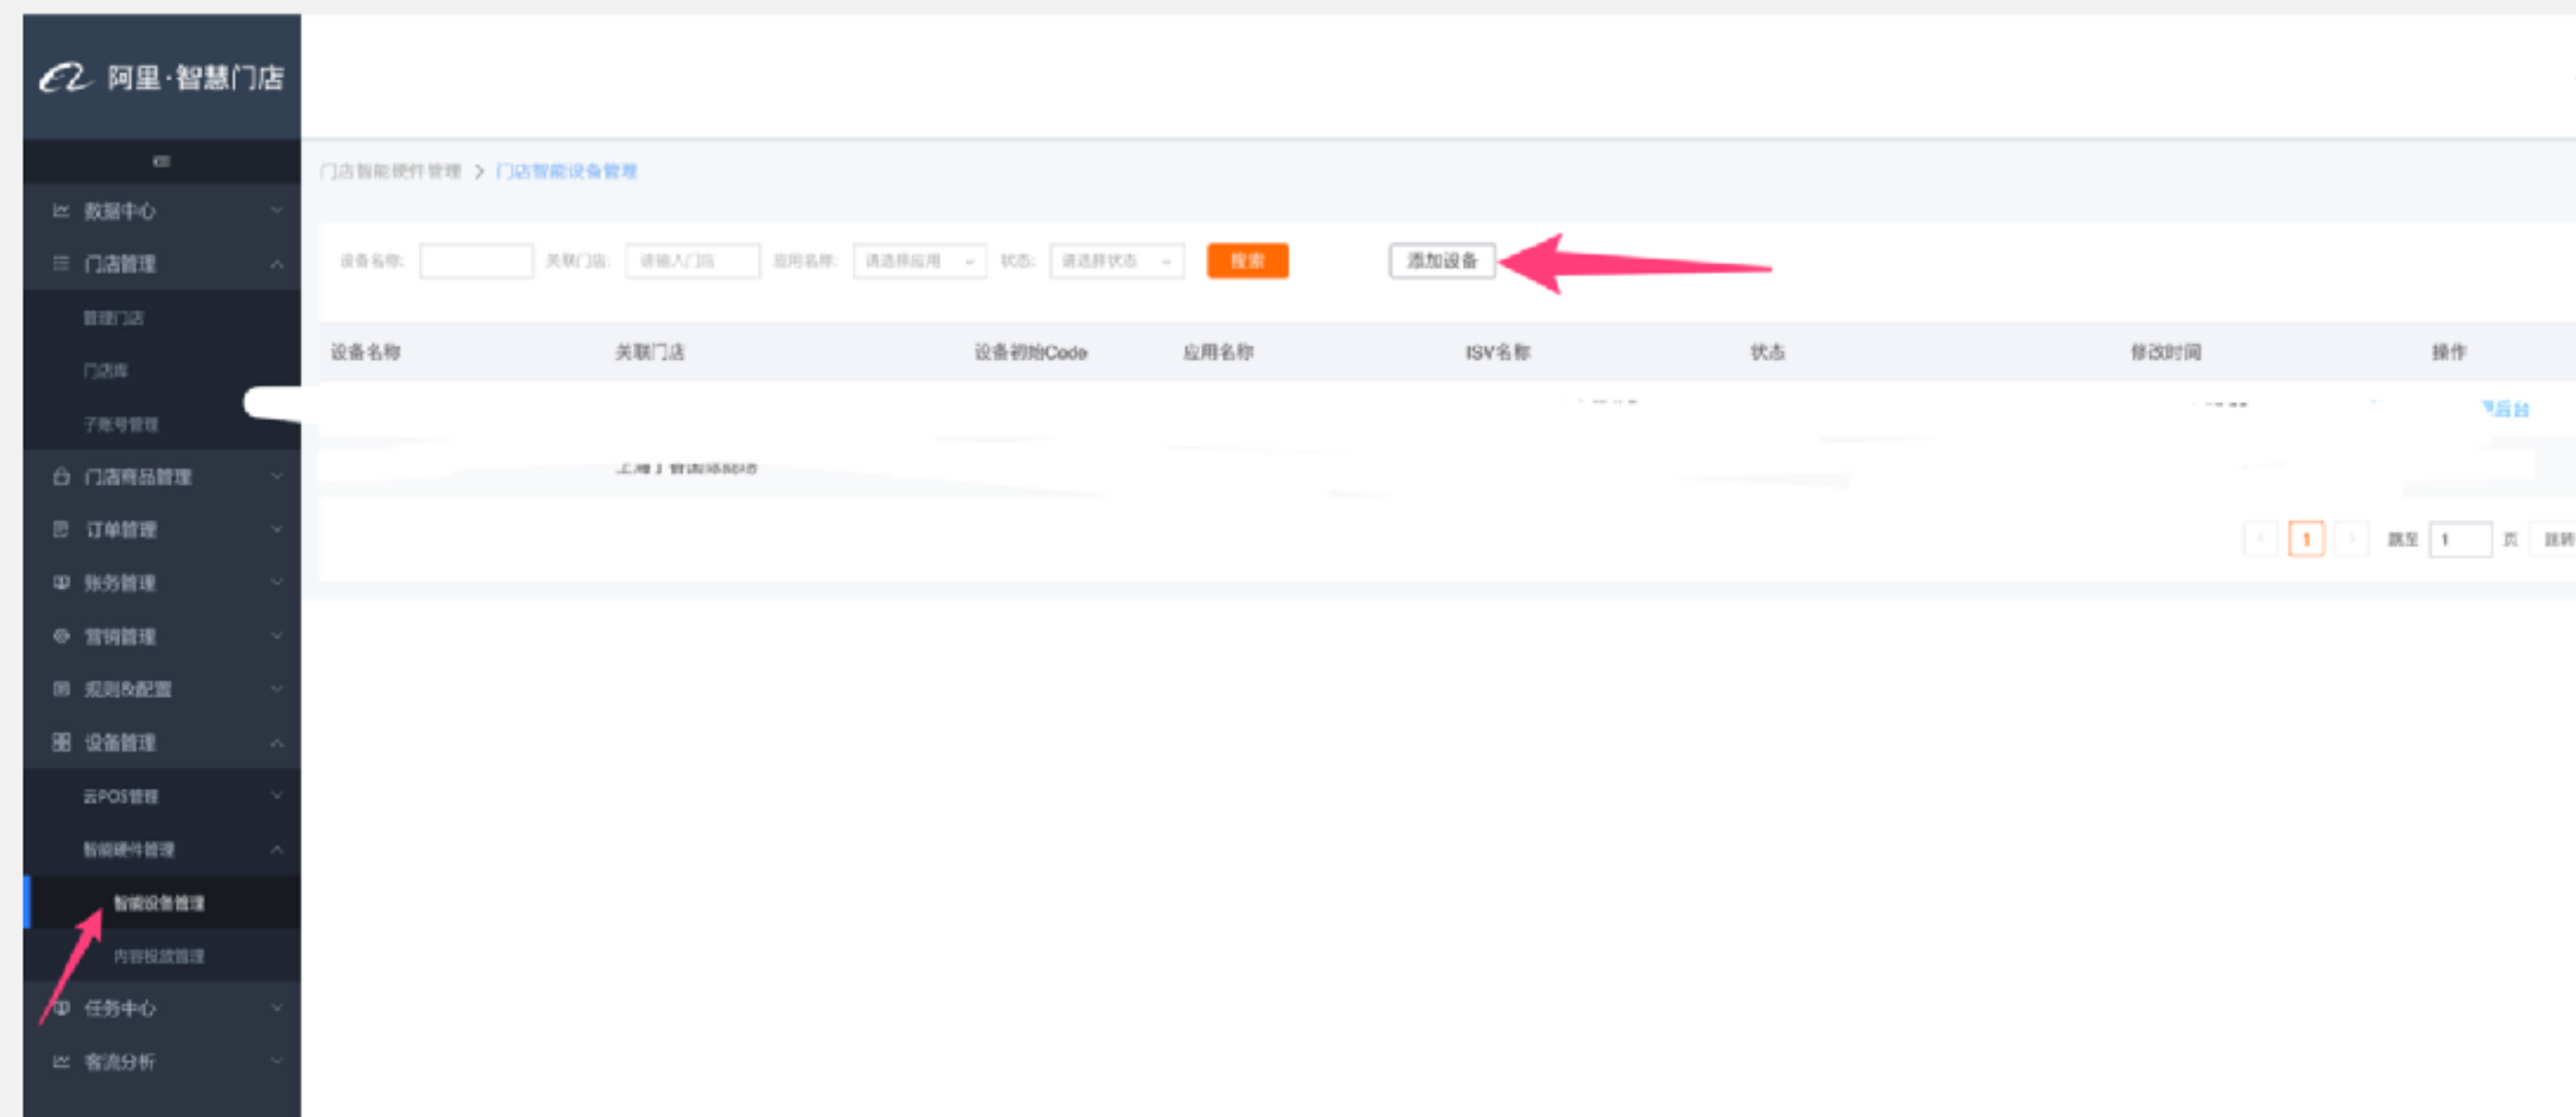 阿里·智慧门店
数据中心
门店管理
管理门店
门店库
子账号管理
门店商品管理
订单管理
账务管理
营销管理
规则&配置
设备管理
云POS管理
智能硬件管理
智能设备管理
内容投放管理
任务中心
客流分析
门店智能硬件管理 > 门店智能设备管理
设备名称: 关联门店: 请输入门店 应用名称: 请选择应用 状态: 请选择状态 搜索 添加设备
设备名称 关联门店 设备初始Code 应用名称 ISV名称 状态 修改时间 操作
后台
1 跳至 1 页 跳转